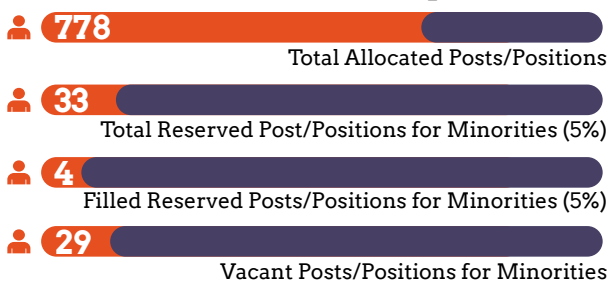 778
Total Allocated Posts/Positions
33
Total Reserved Post/Positions for Minorities (5%)
4
Filled Reserved Posts/Positions for Minorities (5%)
29
Vacant Posts/Positions for Minorities